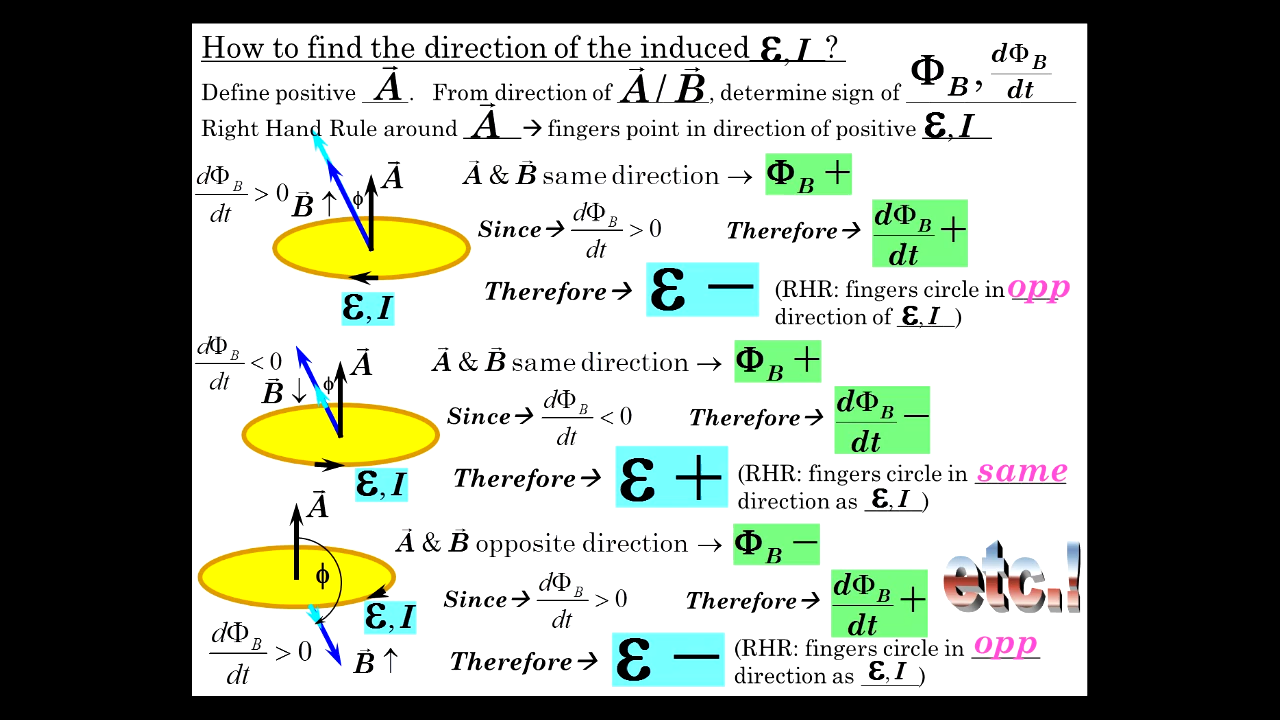 How to find the direction of the induced ε, I ?
Define positive A⃗. From direction of A⃗ / B⃗, determine sign of Φ_B, dΦ_B/dt
Right Hand Rule around A⃗ → fingers point in direction of positive ε, I
dΦ_B/dt > 0
B⃗ ↑
ϕ
A⃗
ε, I
A⃗ & B⃗ same direction → Φ_B +
Since→ dΦ_B/dt > 0 Therefore→ dΦ_B/dt +
Therefore→ ε − (RHR: fingers circle in opp
direction of ε, I )
dΦ_B/dt < 0
B⃗ ↓
ϕ
A⃗
ε, I
A⃗ & B⃗ same direction → Φ_B +
Since→ dΦ_B/dt < 0 Therefore→ dΦ_B/dt −
Therefore→ ε + (RHR: fingers circle in same
direction as ε, I )
A⃗
ϕ
ε, I
dΦ_B/dt > 0
B⃗ ↑
A⃗ & B⃗ opposite direction → Φ_B −
Since→ dΦ_B/dt > 0 Therefore→ dΦ_B/dt +
etc.!
Therefore→ ε − (RHR: fingers circle in opp
direction as ε, I )